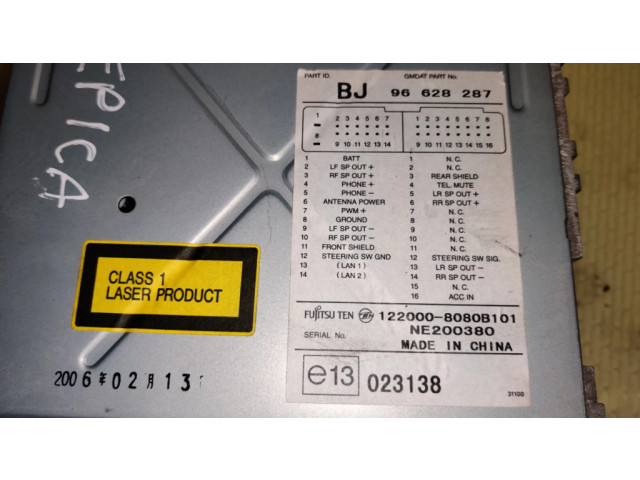 EPICA
PART ID.
GMDAT PART No.
BJ 96 628 287
1 2 3 4 5 6 7
8 9 10 11 12 13 14
1 2 3 4 5 6 7 8
9 10 11 12 13 14 15 16
1 BATT
2 LF SP OUT +
3 RF SP OUT +
4 PHONE +
5 PHONE −
6 ANTENNA POWER
7 PWM +
8 GROUND
9 LF SP OUT −
10 RF SP OUT −
11 FRONT SHIELD
12 STEERING SW GND
13 ( LAN 1 )
14 ( LAN 2 )
1 N. C.
2 N. C.
3 REAR SHIELD
4 TEL MUTE
5 LR SP OUT +
6 RR SP OUT +
7 N. C.
8 N. C.
9 N. C.
10 N. C.
11 N. C.
12 STEERING SW SIG.
13 LR SP OUT −
14 RR SP OUT −
15 N. C.
16 ACC IN
FUJITSU TEN 122000-8080B101
SERIAL No. NE200380
MADE IN CHINA
e13 023138
31100
CLASS 1
LASER PRODUCT
2006年02月13